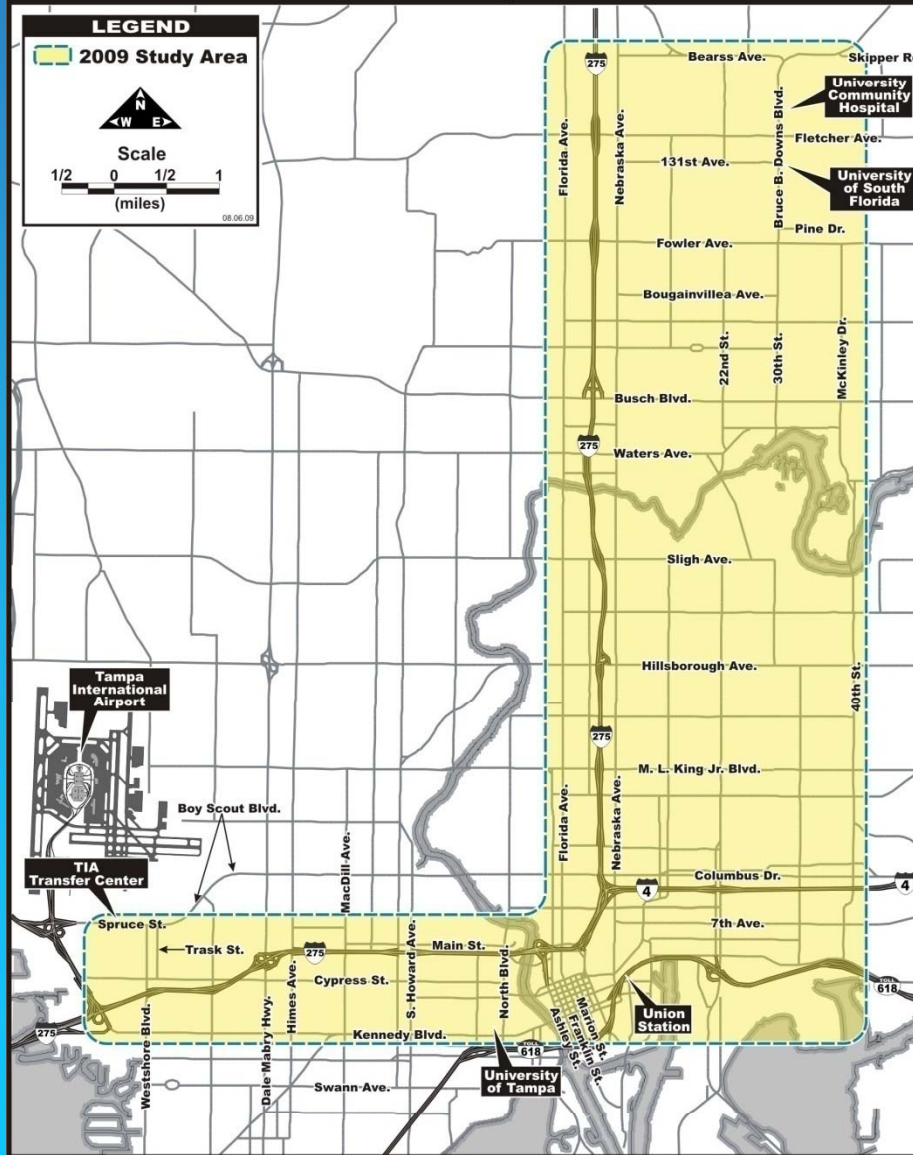 LEGEND
2009 Study Area
N
W E
Scale
1/2 0 1/2 1
(miles)
08.06.09
275
Bearss Ave.
Skipper R
University
Community
Hospital
Florida Ave.
Nebraska Ave.
Bruce B. Downs Blvd.
Fletcher Ave.
131st Ave.
University
of South
Florida
Pine Dr.
Fowler Ave.
Bougainvillea Ave.
22nd St.
30th St.
McKinley Dr.
Busch Blvd.
275
Waters Ave.
Sligh Ave.
Hillsborough Ave.
40th St.
Tampa
International
Airport
275
M. L. King Jr. Blvd.
Boy Scout Blvd.
Florida Ave.
Nebraska Ave.
MacDill Ave.
TIA
Transfer Center
Columbus Dr.
4
4
Spruce St.
7th Ave.
Trask St.
275
Main St.
Cypress St.
S. Howard Ave.
North Blvd.
Himes Ave.
Dale Mabry Hwy.
Westshore Blvd.
TOLL
618
Union
Station
Marion St.
Franklin St.
Ashley St.
275
Kennedy Blvd.
TOLL
618
University
of Tampa
Swann Ave.